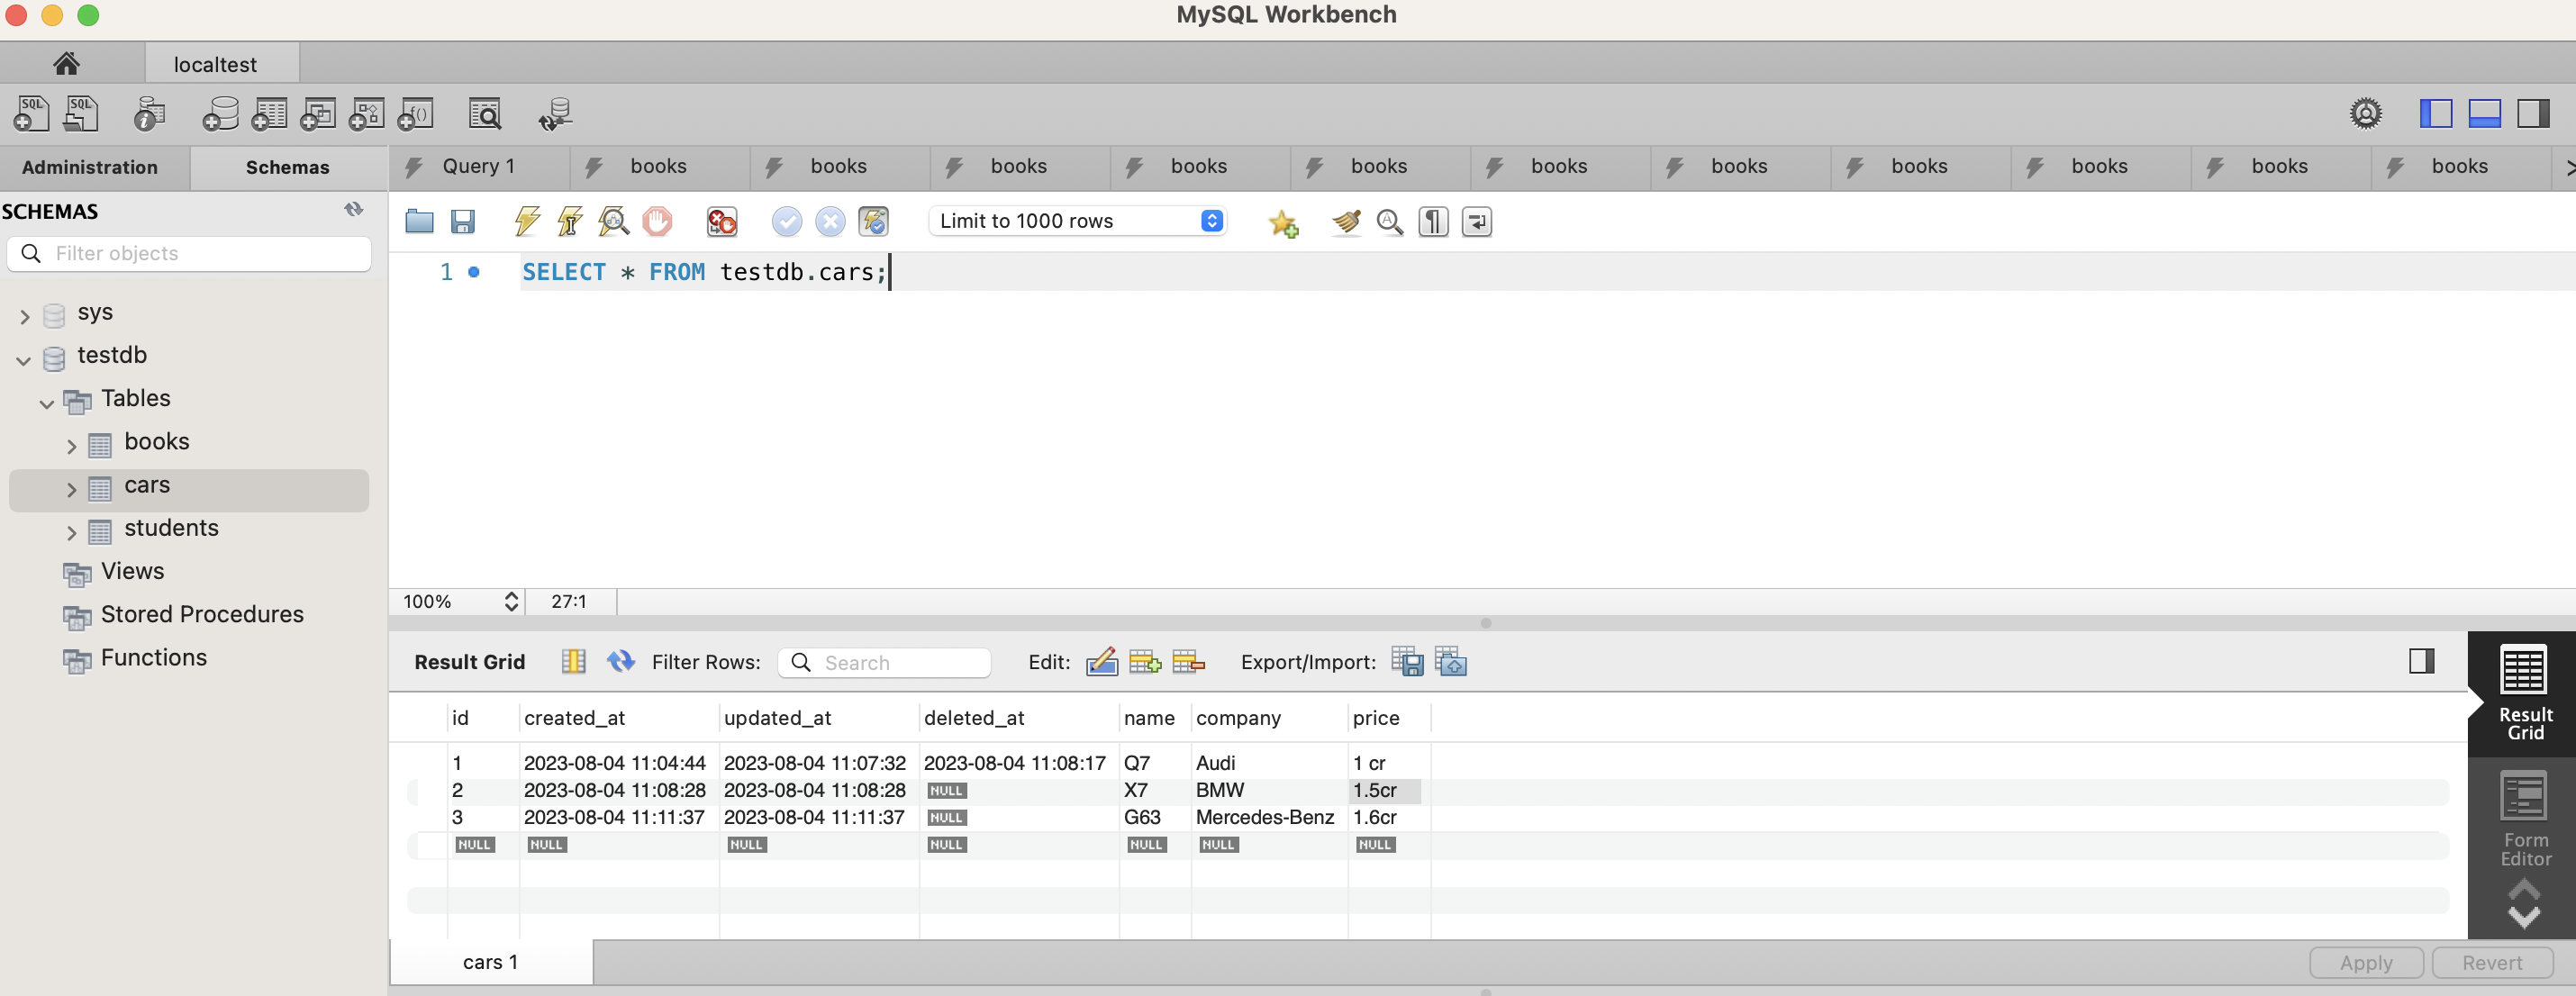 MySQL Workbench
localtest
SQL SQL i f()
Administration Schemas Query 1 books books books books books books books books books books books
SCHEMAS
Filter objects
Limit to 1000 rows
1 SELECT * FROM testdb.cars;
sys
testdb
Tables
books
cars
students
Views
Stored Procedures
Functions
100% 27:1
Result Grid Filter Rows: Search Edit: Export/Import:
id created_at updated_at deleted_at name company price
1 2023-08-04 11:04:44 2023-08-04 11:07:32 2023-08-04 11:08:17 Q7 Audi 1 cr
2 2023-08-04 11:08:28 2023-08-04 11:08:28 NULL X7 BMW 1.5cr
3 2023-08-04 11:11:37 2023-08-04 11:11:37 NULL G63 Mercedes-Benz 1.6cr
NULL NULL NULL NULL NULL NULL NULL
Result
Grid
Form
Editor
cars 1
Apply Revert